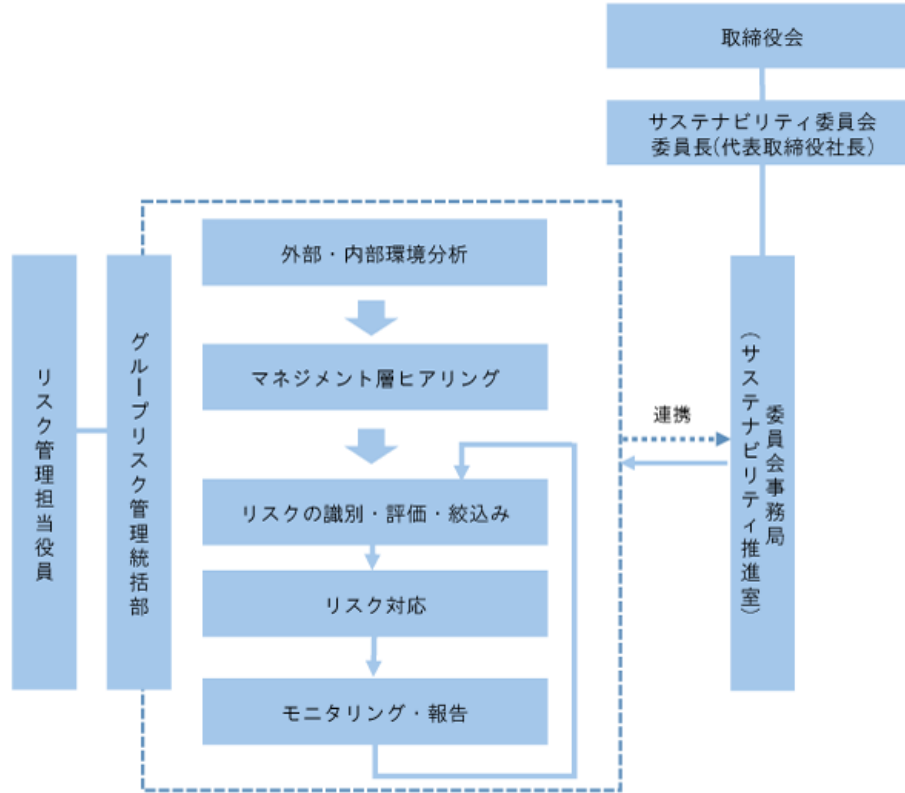 取締役会
サステナビリティ委員会
委員長(代表取締役社長)
外部・内部環境分析
マネジメント層ヒアリング
リスクの識別・評価・絞込み
リスク対応
モニタリング・報告
リスク管理担当役員
グループリスク管理統括部
連携
委員会事務局
(サステナビリティ推進室)